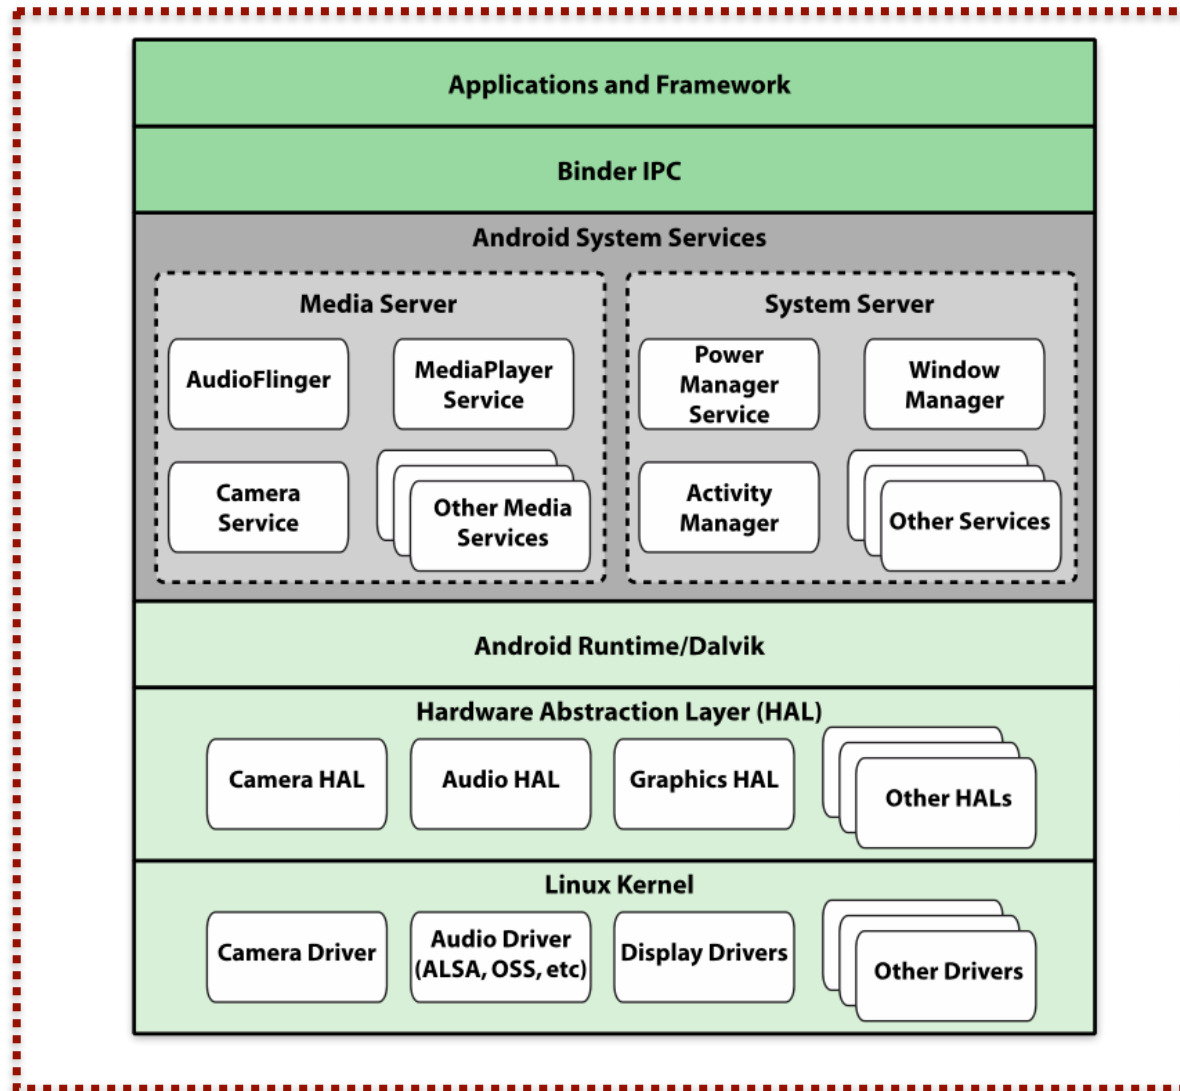 Applications and Framework
Binder IPC
Android System Services
Media Server
AudioFlinger
MediaPlayer
Service
Camera
Service
Other Media
Services
System Server
Power
Manager
Service
Window
Manager
Activity
Manager
Other Services
Android Runtime/Dalvik
Hardware Abstraction Layer (HAL)
Camera HAL
Audio HAL
Graphics HAL
Other HALs
Linux Kernel
Camera Driver
Audio Driver
(ALSA, OSS, etc)
Display Drivers
Other Drivers